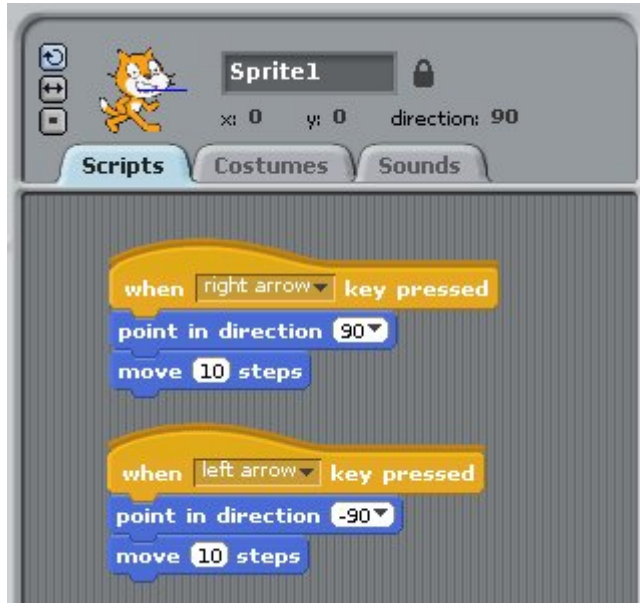 Sprite1
x: 0 y: 0 direction: 90
Scripts Costumes Sounds
when right arrow key pressed
point in direction 90
move 10 steps
when left arrow key pressed
point in direction -90
move 10 steps